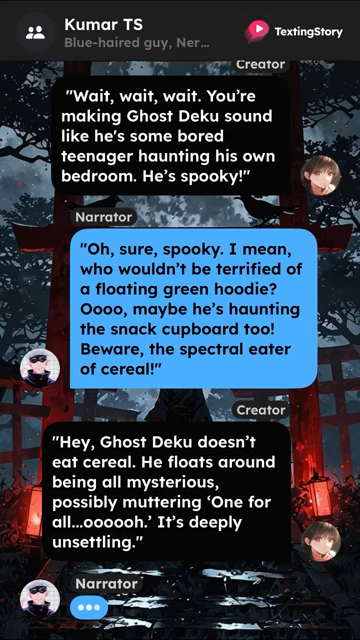 Kumar TS
Blue-haired guy, Ner...
TextingStory
Creator
"Wait, wait, wait. You’re
making Ghost Deku sound
like he's some bored
teenager haunting his own
bedroom. He’s spooky!"
Narrator
"Oh, sure, spooky. I mean,
who wouldn’t be terrified of
a floating green hoodie?
Oooo, maybe he’s haunting
the snack cupboard too!
Beware, the spectral eater
of cereal!"
Creator
"Hey, Ghost Deku doesn’t
eat cereal. He floats around
being all mysterious,
possibly muttering ‘One for
all...oooooh.’ It’s deeply
unsettling."
Narrator